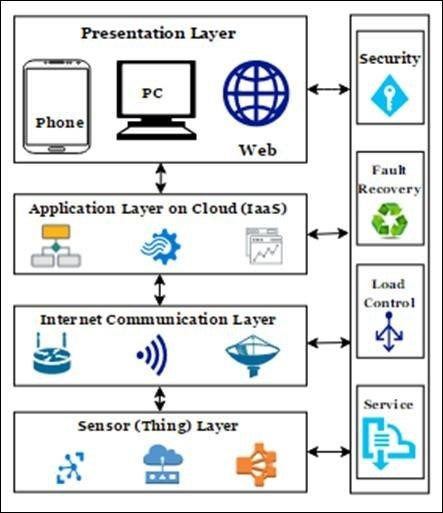 Presentation Layer
Phone
PC
Web
Application Layer on Cloud (IaaS)
Internet Communication Layer
Sensor (Thing) Layer
Security
Fault
Recovery
Load
Control
Service